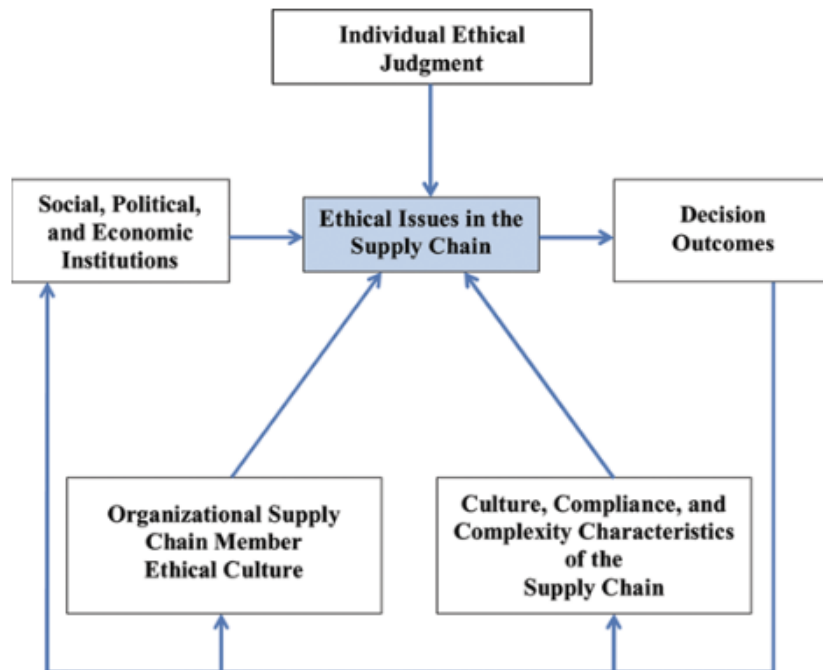 Individual Ethical
Judgment
Social, Political,
and Economic
Institutions
Ethical Issues in the
Supply Chain
Decision
Outcomes
Organizational Supply
Chain Member
Ethical Culture
Culture, Compliance, and
Complexity Characteristics
of the
Supply Chain